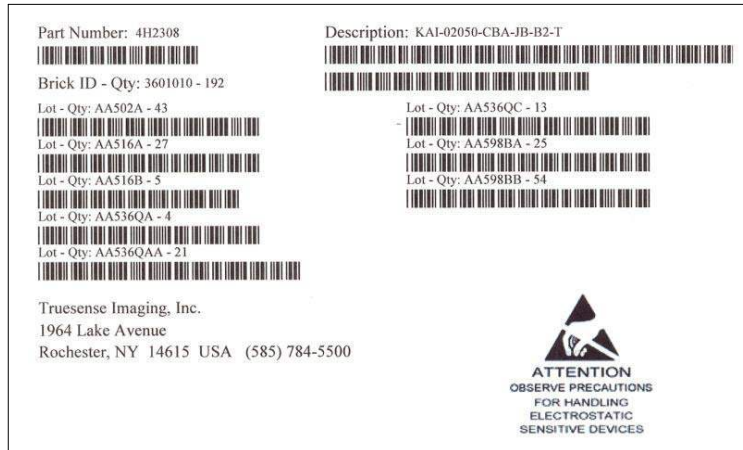 Part Number: 4H2308
Description: KAI-02050-CBA-JB-B2-T
Brick ID - Qty: 3601010 - 192
Lot - Qty: AA502A - 43
Lot - Qty: AA516A - 27
Lot - Qty: AA516B - 5
Lot - Qty: AA536QA - 4
Lot - Qty: AA536QAA - 21
Lot - Qty: AA536QC - 13
Lot - Qty: AA598BA - 25
Lot - Qty: AA598BB - 54
Truesense Imaging, Inc.
1964 Lake Avenue
Rochester, NY 14615 USA (585) 784-5500
ATTENTION
OBSERVE PRECAUTIONS
FOR HANDLING
ELECTROSTATIC
SENSITIVE DEVICES